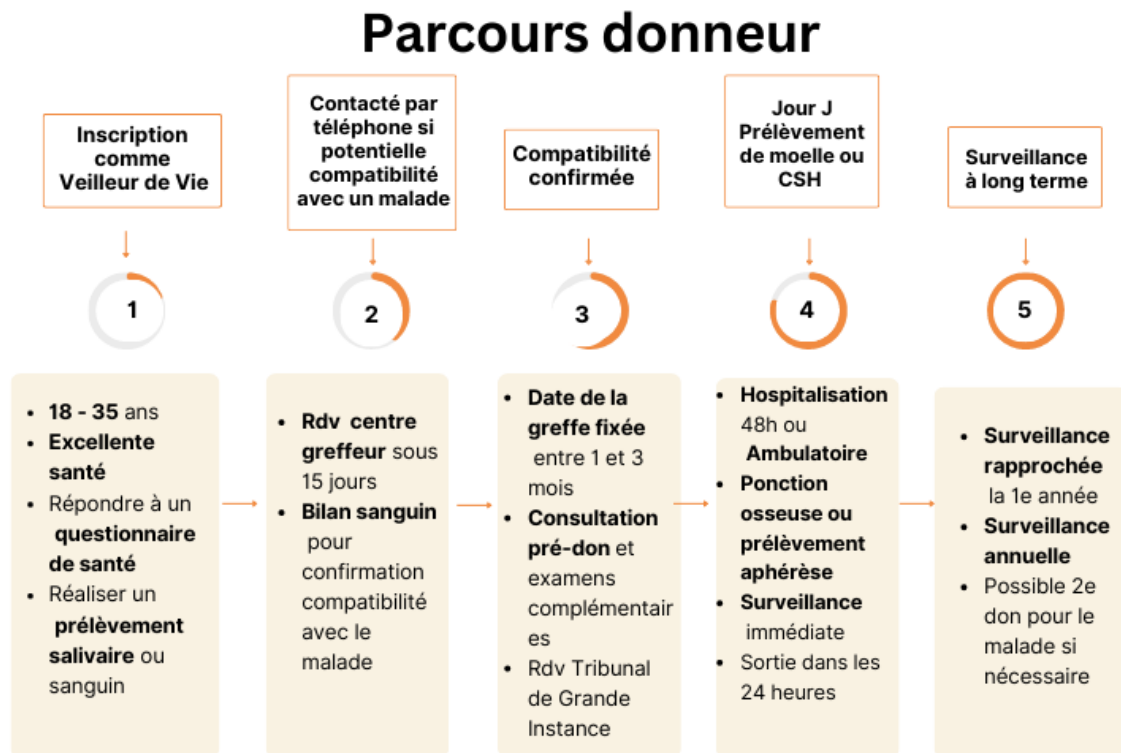 Parcours donneur
Inscription
comme
Veilleur de Vie
Contacté par
téléphone si
potentielle
compatibilité
avec un malade
Compatibilité
confirmée
Jour J
Prélèvement
de moelle ou
CSH
Surveillance
à long terme
1
2
3
4
5
• 18 - 35 ans
• Excellente
santé
• Répondre à un
questionnaire
de santé
• Réaliser un
prélèvement
salivaire ou
sanguin
• Rdv centre
greffeur sous
15 jours
• Bilan sanguin
pour
confirmation
compatibilité
avec le
malade
• Date de la
greffe fixée
entre 1 et 3
mois
• Consultation
pré-don et
examens
complémentair
es
• Rdv Tribunal
de Grande
Instance
• Hospitalisation
48h ou
Ambulatoire
• Ponction
osseuse ou
prélèvement
aphérèse
• Surveillance
immédiate
• Sortie dans les
24 heures
• Surveillance
rapprochée
la 1e année
• Surveillance
annuelle
• Possible 2e
don pour le
malade si
nécessaire